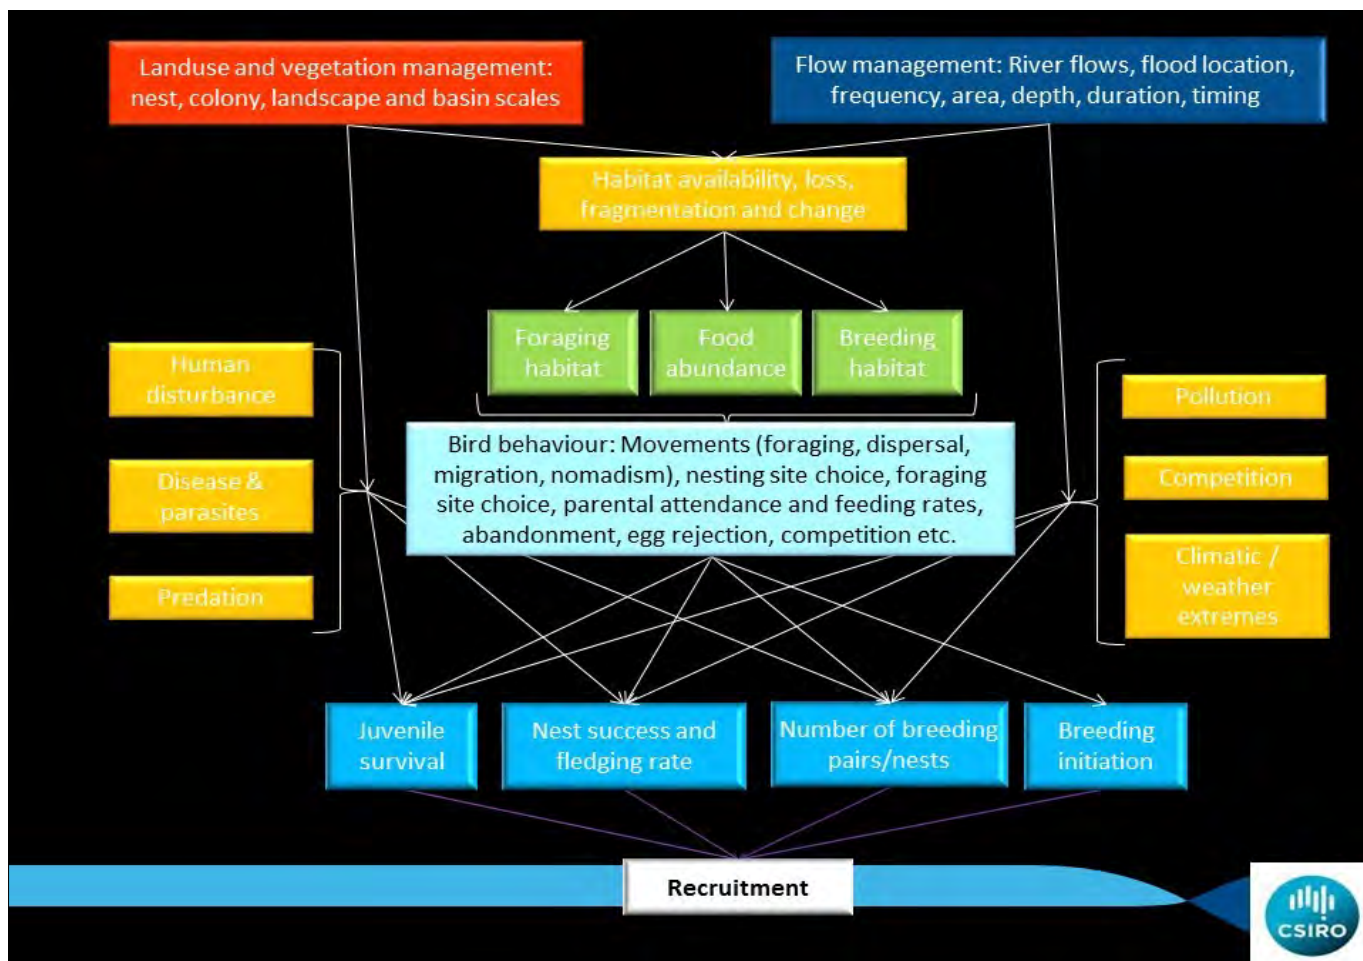 Landuse and vegetation management:
nest, colony, landscape and basin scales
Flow management: River flows, flood location,
frequency, area, depth, duration, timing
Habitat availability, loss,
fragmentation and change
Foraging
habitat
Food
abundance
Breeding
habitat
Human
disturbance
Disease &
parasites
Predation
Bird behaviour: Movements (foraging, dispersal,
migration, nomadism), nesting site choice, foraging
site choice, parental attendance and feeding rates,
abandonment, egg rejection, competition etc.
Pollution
Competition
Climatic /
weather
extremes
Juvenile
survival
Nest success and
fledging rate
Number of breeding
pairs/nests
Breeding
initiation
Recruitment
CSIRO